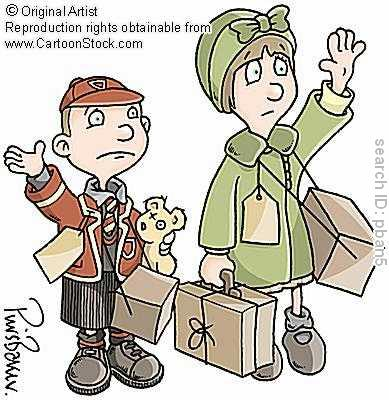 © Original Artist
Reproduction rights obtainable from
www.CartoonStock.com
search ID: pban5